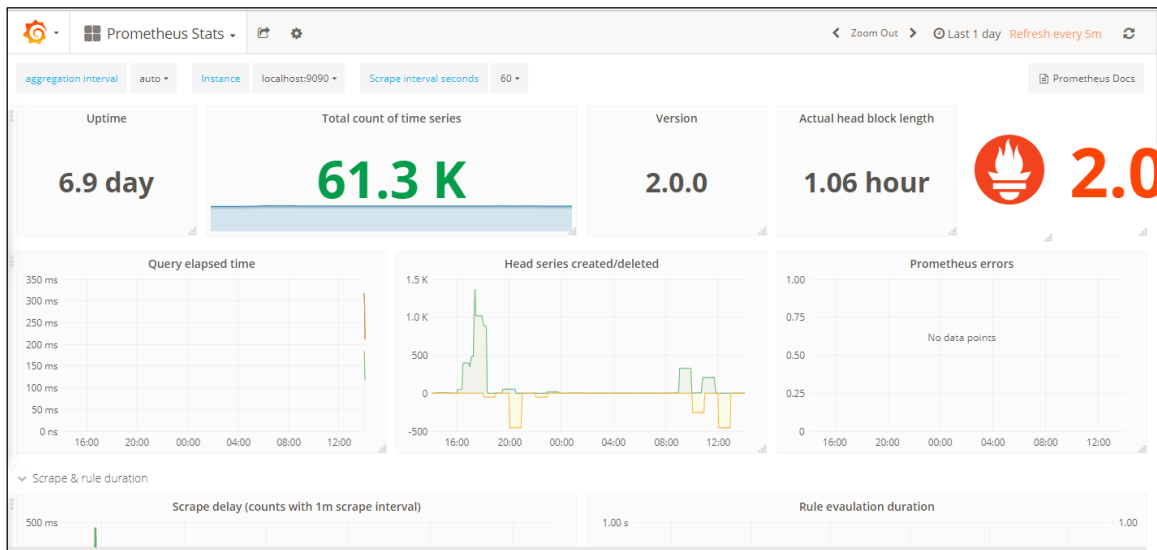 Prometheus Stats
Zoom Out
Last 1 day Refresh every 5m
aggregation interval auto Instance localhost:9090 Scrape interval seconds 60 Prometheus Docs
Uptime
6.9 day
Total count of time series
61.3 K
Version
2.0.0
Actual head block length
1.06 hour
2.0
Query elapsed time
350 ms
300 ms
250 ms
200 ms
150 ms
100 ms
50 ms
0 ns
16:00 20:00 00:00 04:00 08:00 12:00
Head series created/deleted
1.5 K
1.0 K
500
0
-500
16:00 20:00 00:00 04:00 08:00 12:00
Prometheus errors
1.00
0.75
No data points
0.50
0.25
0
16:00 20:00 00:00 04:00 08:00 12:00
Scrape & rule duration
Scrape delay (counts with 1m scrape interval)
500 ms
Rule evaulation duration
1.00 s 1.00